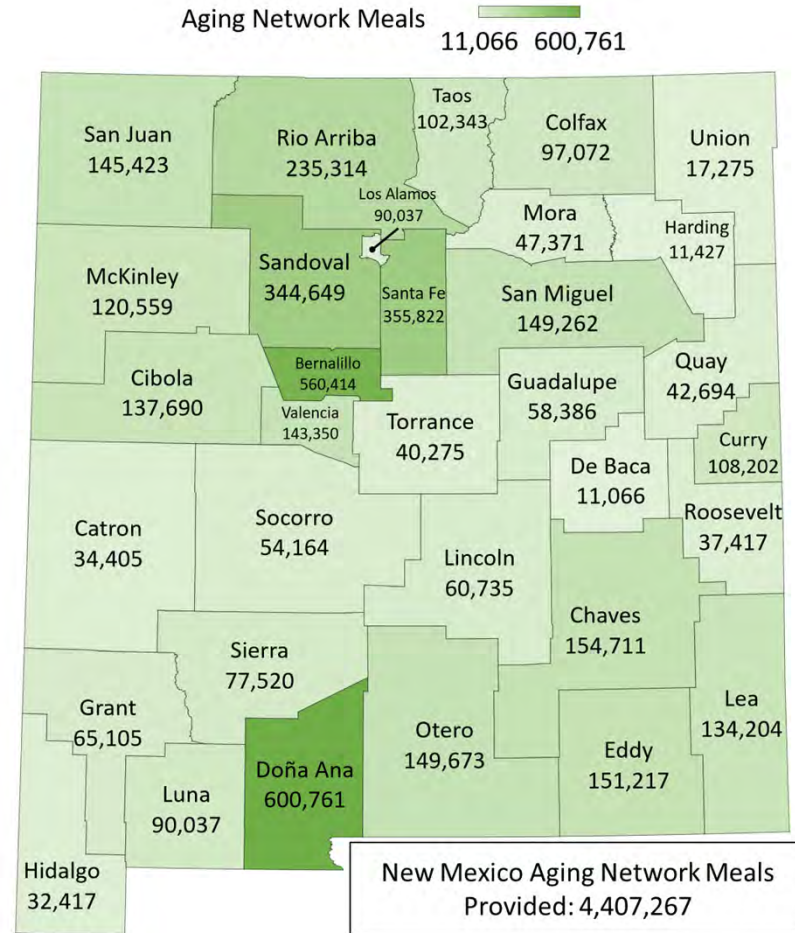 Aging Network Meals
11,066 600,761
San Juan
145,423
Rio Arriba
235,314
Taos
102,343
Colfax
97,072
Union
17,275
Los Alamos
90,037
Mora
47,371
Harding
11,427
McKinley
120,559
Sandoval
344,649
Santa Fe
355,822
San Miguel
149,262
Cibola
137,690
Bernalillo
560,414
Valencia
143,350
Torrance
40,275
Guadalupe
58,386
Quay
42,694
Curry
108,202
De Baca
11,066
Roosevelt
37,417
Catron
34,405
Socorro
54,164
Lincoln
60,735
Chaves
154,711
Sierra
77,520
Grant
65,105
Lea
134,204
Doña Ana
600,761
Otero
149,673
Eddy
151,217
Luna
90,037
Hidalgo
32,417
New Mexico Aging Network Meals
Provided: 4,407,267